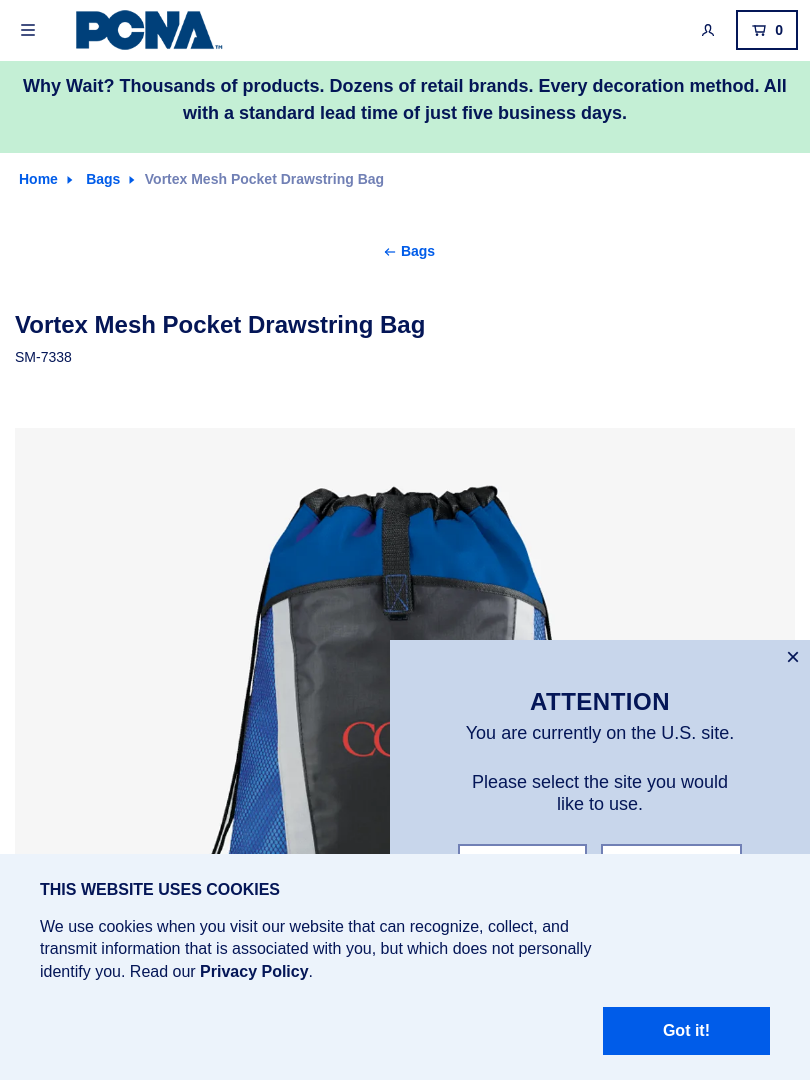 PCNA™
0
Why Wait? Thousands of products. Dozens of retail brands. Every decoration method. All
with a standard lead time of just five business days.
Home Bags Vortex Mesh Pocket Drawstring Bag
Bags
Vortex Mesh Pocket Drawstring Bag
SM-7338
ATTENTION
You are currently on the U.S. site.
Please select the site you would
like to use.
THIS WEBSITE USES COOKIES
We use cookies when you visit our website that can recognize, collect, and
transmit information that is associated with you, but which does not personally
identify you. Read our Privacy Policy.
Got it!